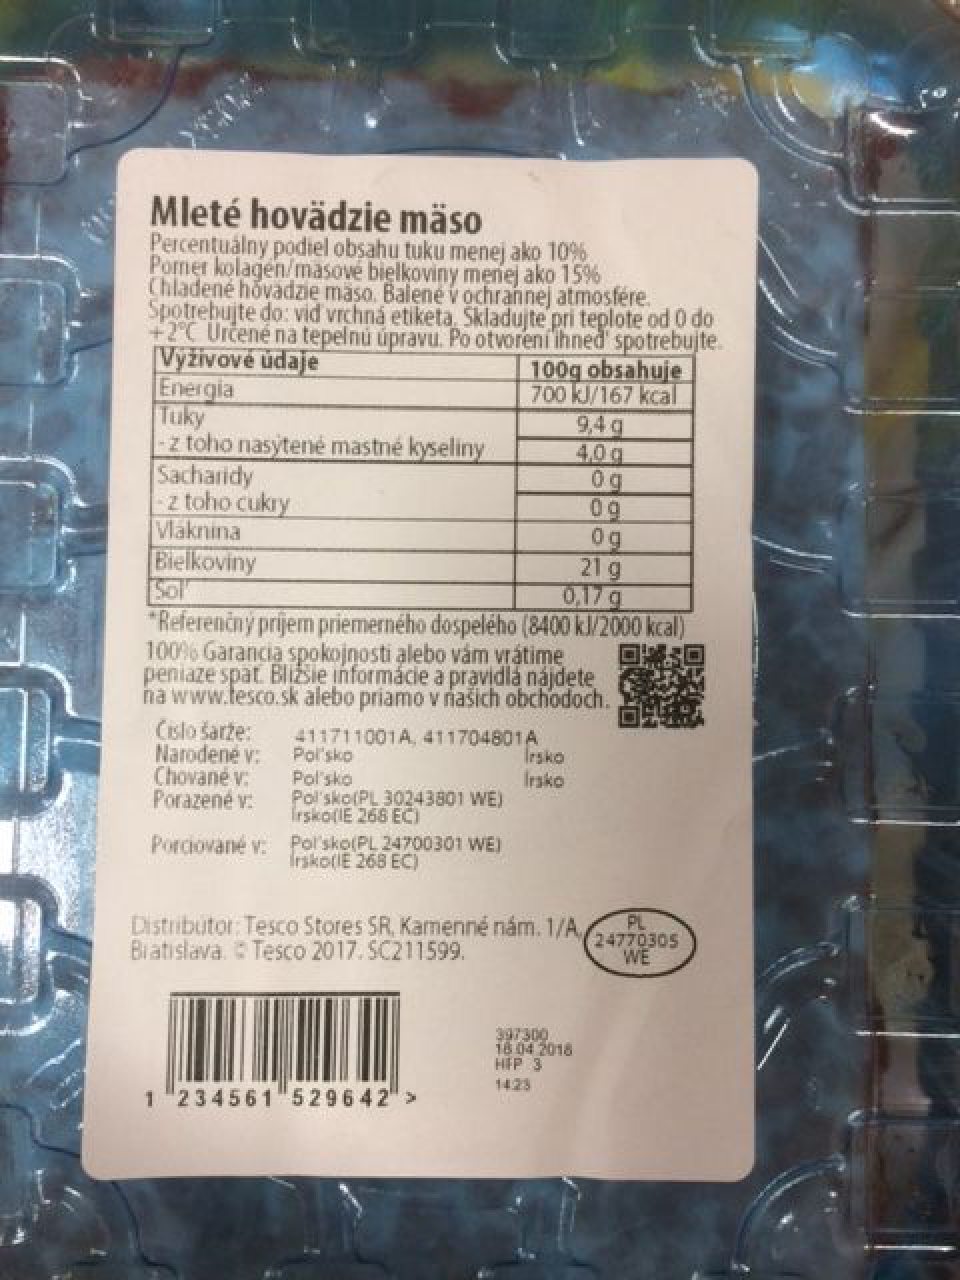 Mleté hovädzie mäso
Percentuálny podiel obsahu tuku menej ako 10%
Pomer kolagén/mäsové bielkoviny menej ako 15%
Chladené hovädzie mäso. Balené v ochrannej atmosfére.
Spotrebujte do: viď vrchná etiketa, Skladujte pri teplote od 0 do
+2°C Určené na tepelnú úpravu. Po otvorení ihneď spotrebujte.
Výživové údaje 100g obsahuje
Energia 700 kJ/167 kcal
Tuky 9,4 g
- z toho nasýtené mastné kyseliny 4,0 g
Sacharidy 0 g
- z toho cukry 0 g
Vláknina 0 g
Bielkoviny 21 g
Soľ 0,17 g
*Referenčný príjem priemerného dospelého (8400 kJ/2000 kcal)
100% Garancia spokojnosti alebo vám vrátime
peniaze späť. Bližšie informácie a pravidlá nájdete
na www.tesco.sk alebo priamo v našich obchodoch.
Číslo šarže: 411711001A, 411704801A
Narodené v: Poľsko Írsko
Chované v: Poľsko Írsko
Porazené v: Poľsko(PL 30243801 WE)
Írsko(IE 268 EC)
Porciované v: Poľsko(PL 24700301 WE)
Írsko(IE 268 EC)
Distribútor: Tesco Stores SR, Kamenné nám. 1/A,
Bratislava. © Tesco 2017. SC211599.
PL
24770305
WE
397300
18.04.2018
HFP 3
14:23
1 234561 529642 >